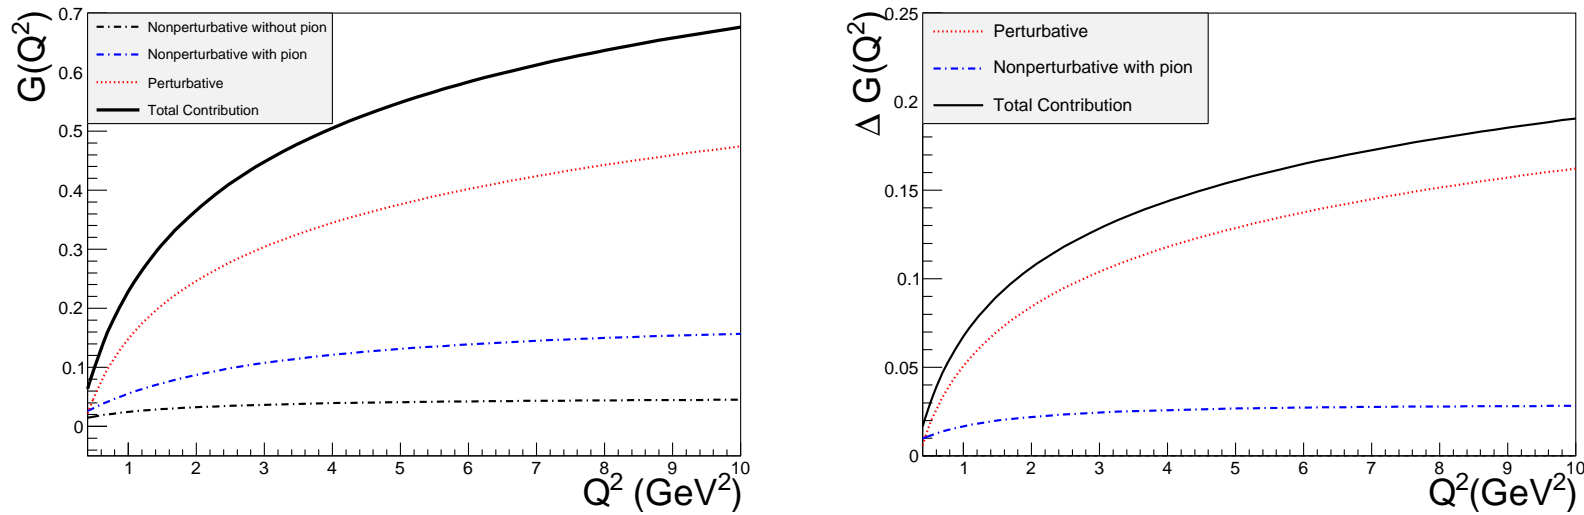 G(Q²)
0.7
0.6
0.5
0.4
0.3
0.2
0.1
0
Nonperturbative without pion
Nonperturbative with pion
Perturbative
Total Contribution
1 2 3 4 5 6 7 8 9 10
Q² (GeV²)
Δ G(Q²)
0.25
0.2
0.15
0.1
0.05
0
Perturbative
Nonperturbative with pion
Total Contribution
1 2 3 4 5 6 7 8 9 10
Q²(GeV²)